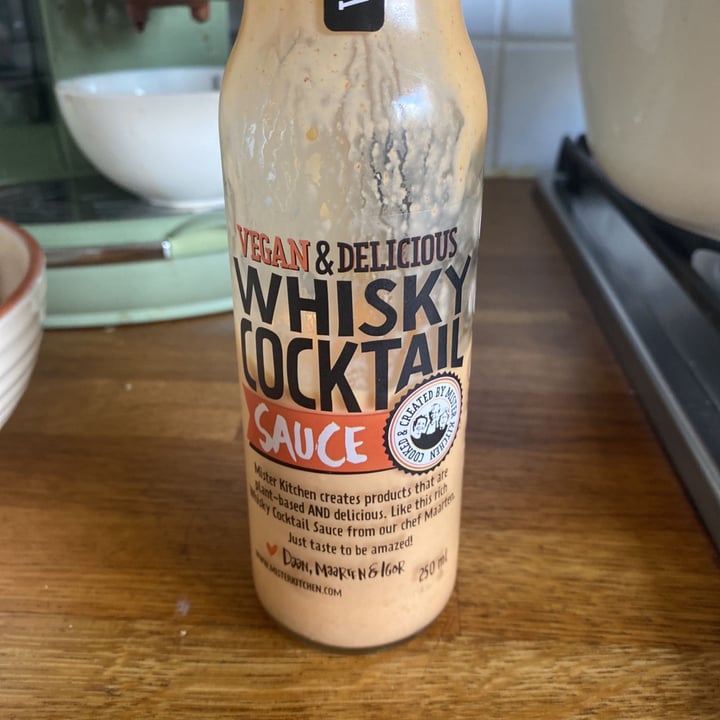 VEGAN & DELICIOUS
WHISKY
COCKTAIL
SAUCE
COOKED & CREATED BY MISTER KITCHEN
Mister Kitchen creates products that are
plant-based AND delicious. Like this rich
Whisky Cocktail Sauce from our chef Maarten.
Just taste to be amazed!
Daan, Maarten & Igor
250 ml
WWW.MISTERKITCHEN.COM